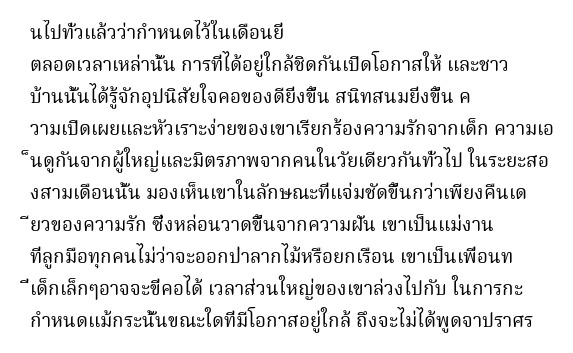 นไปทั่วแล้วว่ากำหนดไว้ในเดือนยี่
ตลอดเวลาเหล่านั้น การที่ได้อยู่ใกล้ชิดกันเปิดโอกาสให้ และชาว
บ้านนั้นได้รู้จักอุปนิสัยใจคอของดียิ่งขึ้น สนิทสนมยิ่งขึ้น ค
วามเปิดเผยและหัวเราะง่ายของเขาเรียกร้องความรักจากเด็ก ความเอ
็นดูกันจากผู้ใหญ่และมิตรภาพจากคนในวัยเดียวกันทั่วไป ในระยะสอ
งสามเดือนนั้น มองเห็นเขาในลักษณะที่แจ่มชัดขึ้นกว่าเพียงคืนเด
ียวของความรัก ซึ่งหล่อนวาดขึ้นจากความฝัน เขาเป็นแม่งาน
ที่ลูกมือทุกคนไม่ว่าจะออกปาลากไม้หรือยกเรือน เขาเป็นเพื่อนท
ี่เด็กเล็กๆอาจจะขี่คอได้ เวลาส่วนใหญ่ของเขาล่วงไปกับ ในการกะ
กำหนดแม้กระนั้นขณะใดที่มีโอกาสอยู่ใกล้ ถึงจะไม่ได้พูดจาปราศร